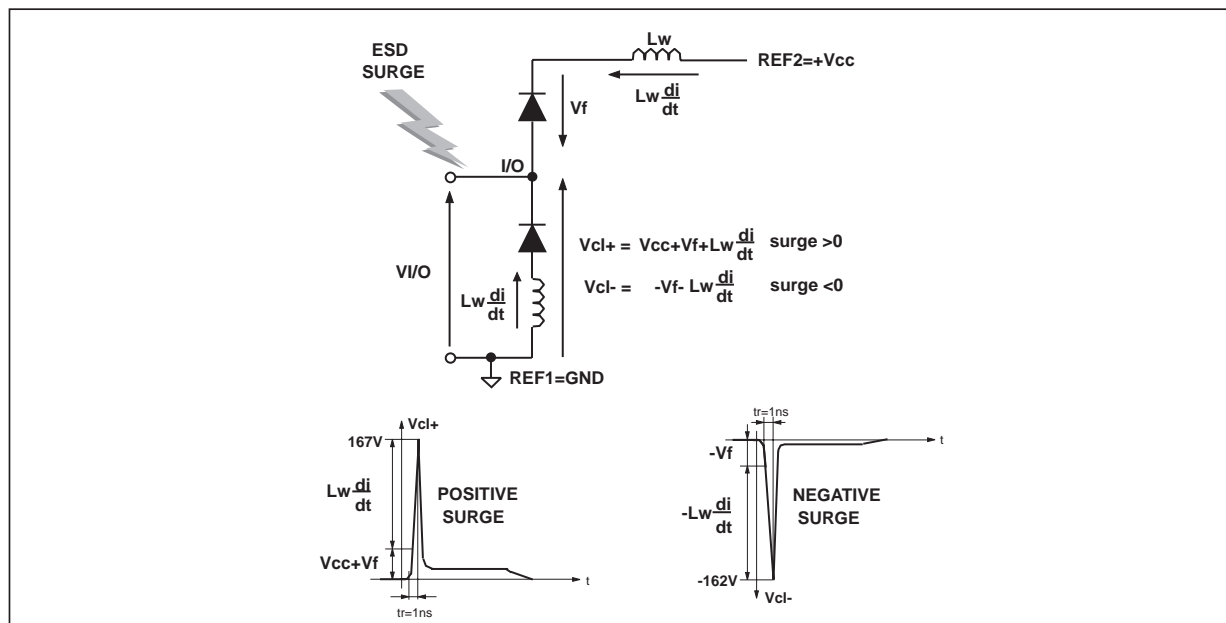 Lw
ESD
SURGE
REF2=+Vcc
Lw di/dt
Vf
I/O
Vcl+ = Vcc+Vf+Lw di/dt surge >0
Vcl- = -Vf- Lw di/dt surge <0
VI/O
Lw di/dt
REF1=GND
Vcl+
167V
Lw di/dt
POSITIVE
SURGE
Vcc+Vf
t
tr=1ns
tr=1ns
t
-Vf
-Lw di/dt
NEGATIVE
SURGE
-162V
Vcl-